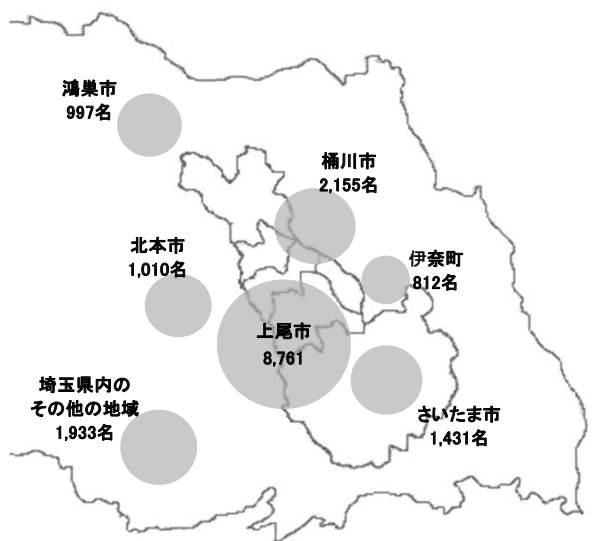 鴻巣市
997名
桶川市
2,155名
北本市
1,010名
伊奈町
812名
上尾市
8,761
埼玉県内の
その他の地域
1,933名
さいたま市
1,431名